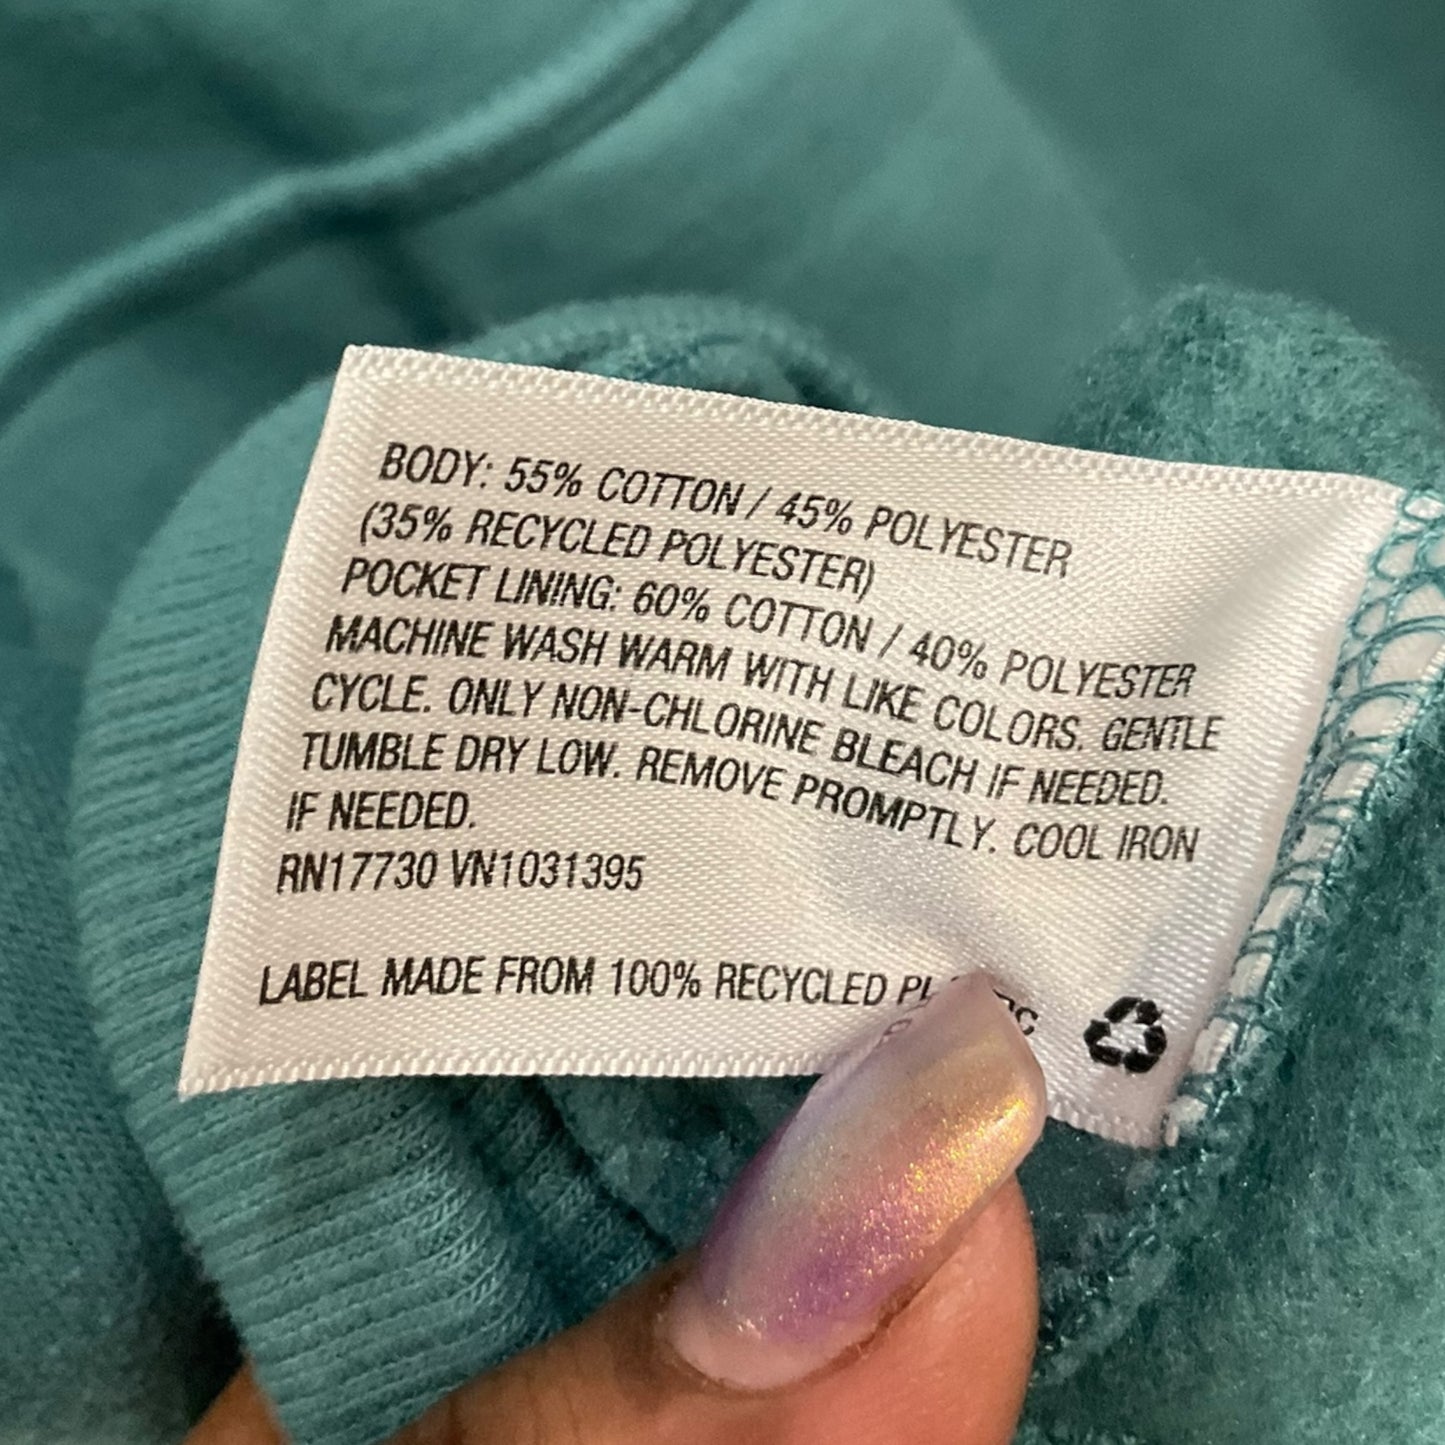 BODY: 55% COTTON / 45% POLYESTER
(35% RECYCLED POLYESTER)
POCKET LINING: 60% COTTON / 40% POLYESTER
MACHINE WASH WARM WITH LIKE COLORS. GENTLE
CYCLE. ONLY NON-CHLORINE BLEACH IF NEEDED.
TUMBLE DRY LOW. REMOVE PROMPTLY. COOL IRON
IF NEEDED.
RN17730 VN1031395
LABEL MADE FROM 100% RECYCLED